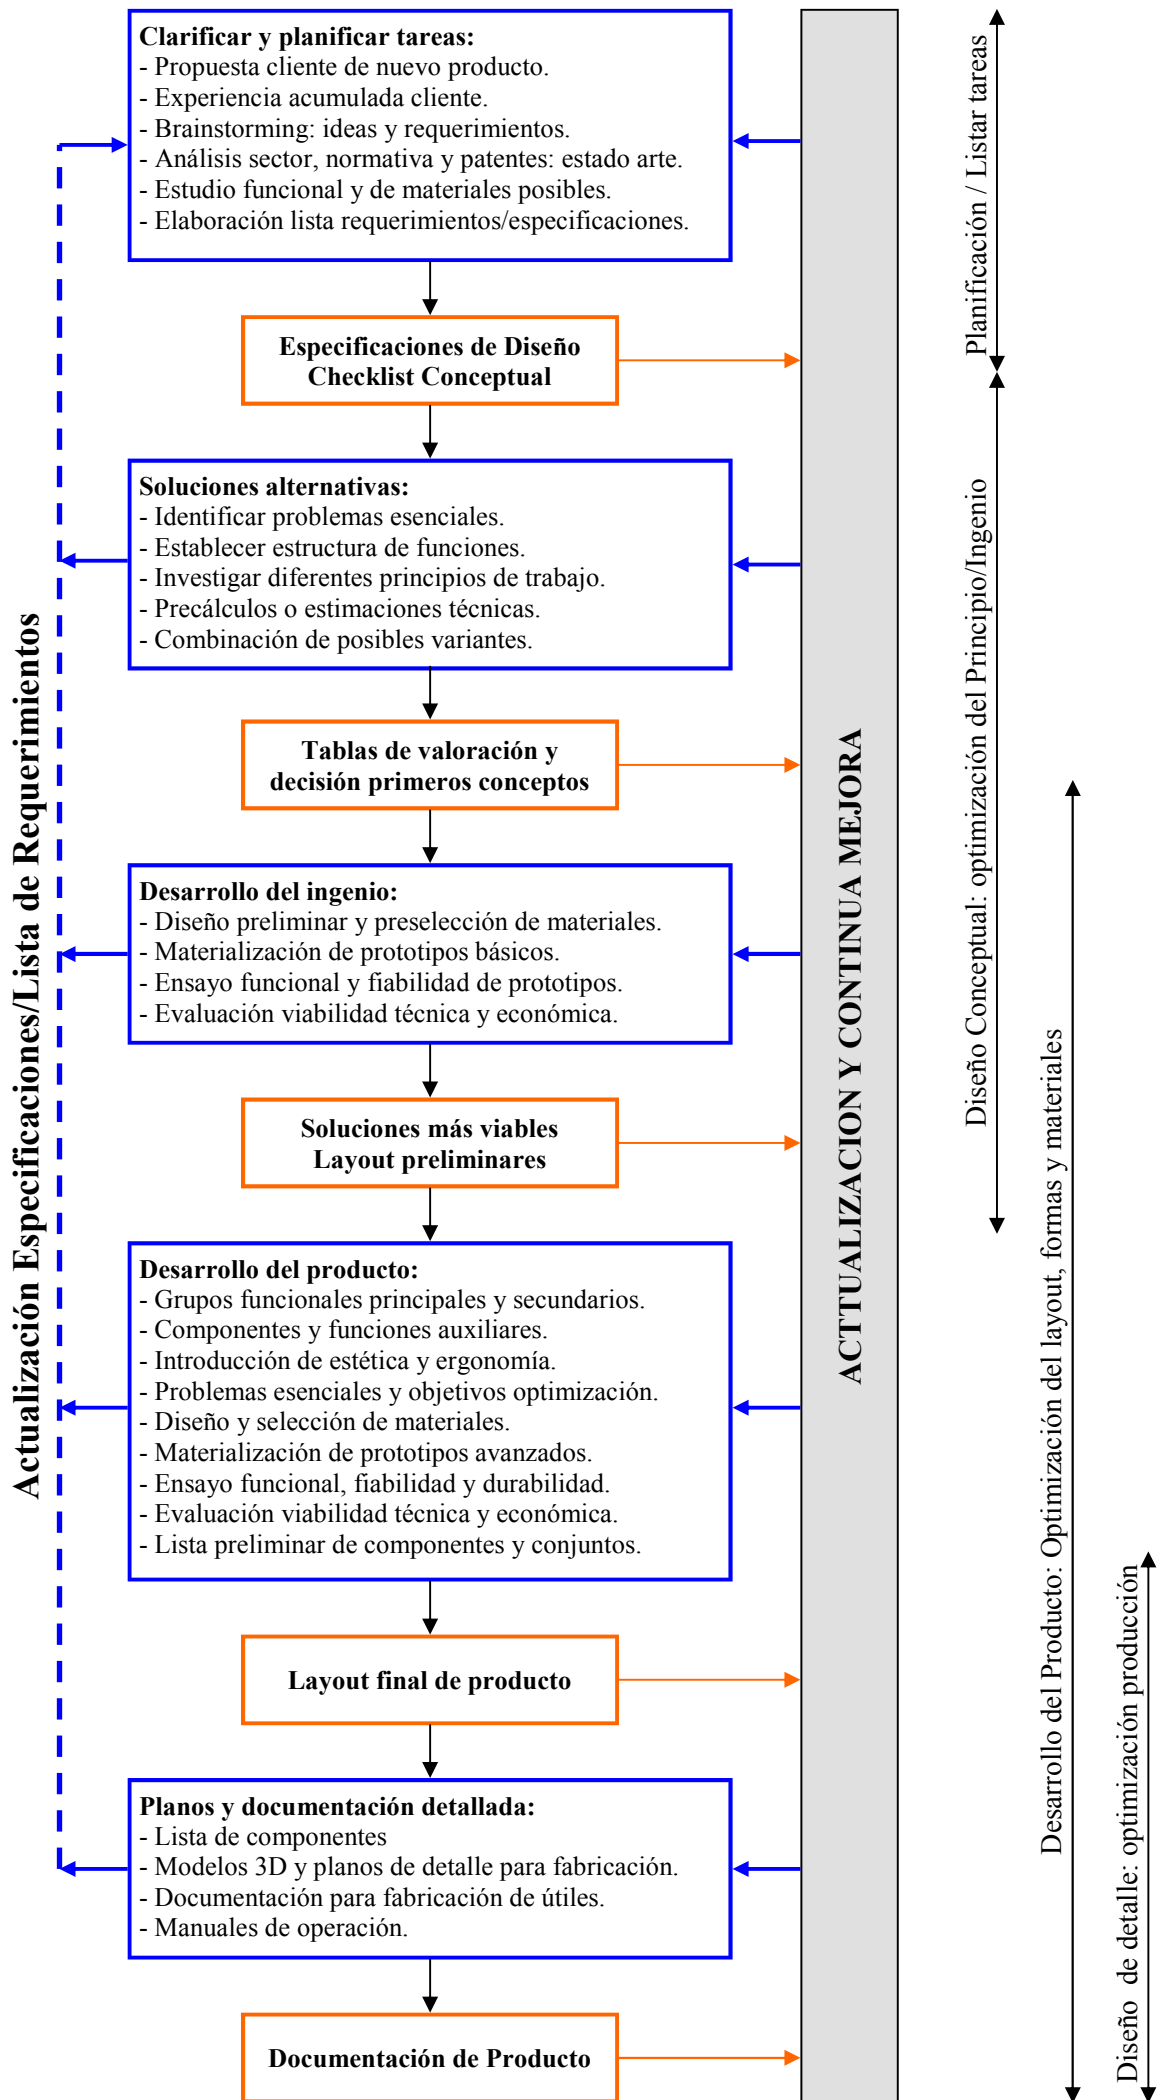 Clarificar y planificar tareas:
- Propuesta cliente de nuevo producto.
- Experiencia acumulada cliente.
- Brainstorming: ideas y requerimientos.
- Análisis sector, normativa y patentes: estado arte.
- Estudio funcional y de materiales posibles.
- Elaboración lista requerimientos/especificaciones.
Especificaciones de Diseño
Checklist Conceptual
Soluciones alternativas:
- Identificar problemas esenciales.
- Establecer estructura de funciones.
- Investigar diferentes principios de trabajo.
- Precálculos o estimaciones técnicas.
- Combinación de posibles variantes.
Tablas de valoración y
decisión primeros conceptos
Desarrollo del ingenio:
- Diseño preliminar y preselección de materiales.
- Materialización de prototipos básicos.
- Ensayo funcional y fiabilidad de prototipos.
- Evaluación viabilidad técnica y económica.
Soluciones más viables
Layout preliminares
Desarrollo del producto:
- Grupos funcionales principales y secundarios.
- Componentes y funciones auxiliares.
- Introducción de estética y ergonomía.
- Problemas esenciales y objetivos optimización.
- Diseño y selección de materiales.
- Materialización de prototipos avanzados.
- Ensayo funcional, fiabilidad y durabilidad.
- Evaluación viabilidad técnica y económica.
- Lista preliminar de componentes y conjuntos.
Layout final de producto
Planos y documentación detallada:
- Lista de componentes
- Modelos 3D y planos de detalle para fabricación.
- Documentación para fabricación de útiles.
- Manuales de operación.
Documentación de Producto
Actualización Especificaciones/Lista de Requerimientos
ACTTUALIZACION Y CONTINUA MEJORA
Planificación / Listar tareas
Diseño Conceptual: optimización del Principio/Ingenio
Desarrollo del Producto: Optimización del layout, formas y materiales
Diseño de detalle: optimización producción